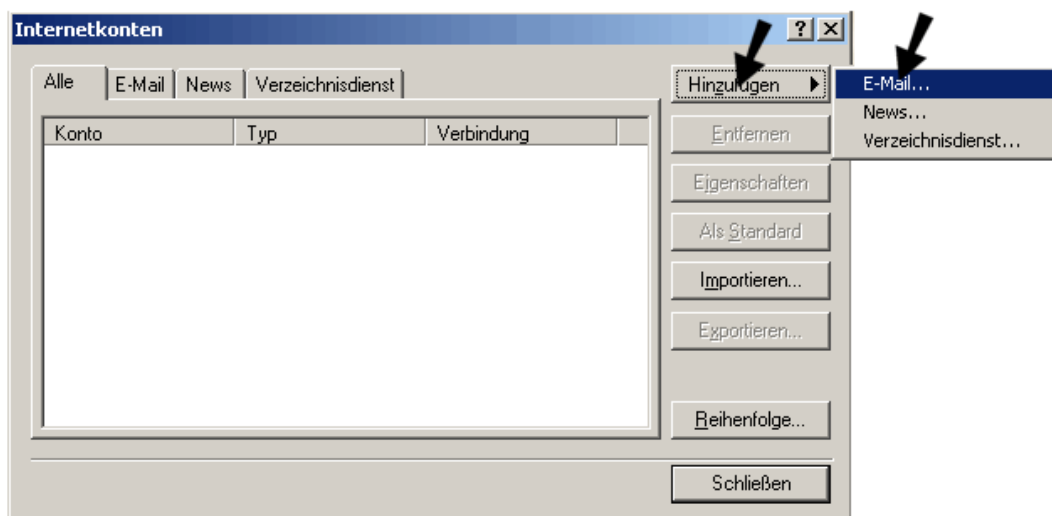 Internetkonten
Alle E-Mail News Verzeichnisdienst
Hinzufügen
E-Mail...
News...
Verzeichnisdienst...
Konto Typ Verbindung
Entfernen
Eigenschaften
Als Standard
Importieren...
Exportieren...
Reihenfolge...
Schließen